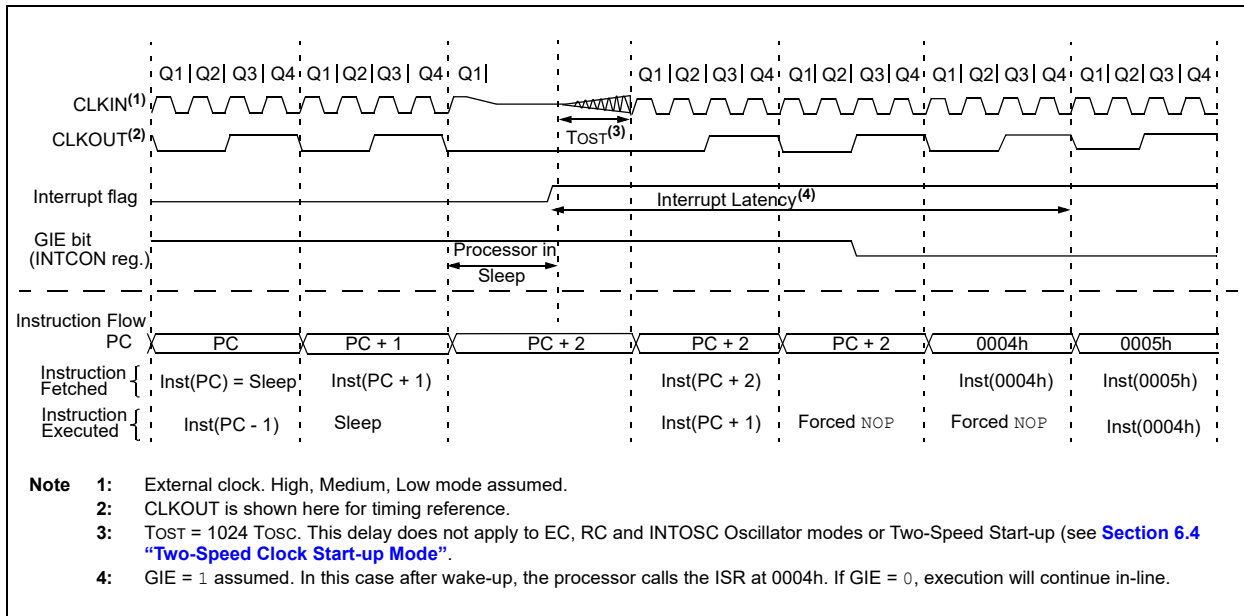 Q1 Q2 Q3 Q4 Q1 Q2 Q3 Q4 Q1 Q1 Q2 Q3 Q4 Q1 Q2 Q3 Q4 Q1 Q2 Q3 Q4 Q1 Q2 Q3 Q4
CLKIN(1)
CLKOUT(2)
TOST(3)
Interrupt flag
Interrupt Latency(4)
GIE bit
(INTCON reg.)
Processor in
Sleep
Instruction Flow
PC PC PC + 1 PC + 2 PC + 2 PC + 2 0004h 0005h
Instruction
Fetched
Inst(PC) = Sleep Inst(PC + 1) Inst(PC + 2) Inst(0004h) Inst(0005h)
Instruction
Executed
Inst(PC - 1) Sleep Inst(PC + 1) Forced NOP Forced NOP Inst(0004h)
Note 1: External clock. High, Medium, Low mode assumed.
2: CLKOUT is shown here for timing reference.
3: TOST = 1024 TOSC. This delay does not apply to EC, RC and INTOSC Oscillator modes or Two-Speed Start-up (see Section 6.4
“Two-Speed Clock Start-up Mode”.
4: GIE = 1 assumed. In this case after wake-up, the processor calls the ISR at 0004h. If GIE = 0, execution will continue in-line.